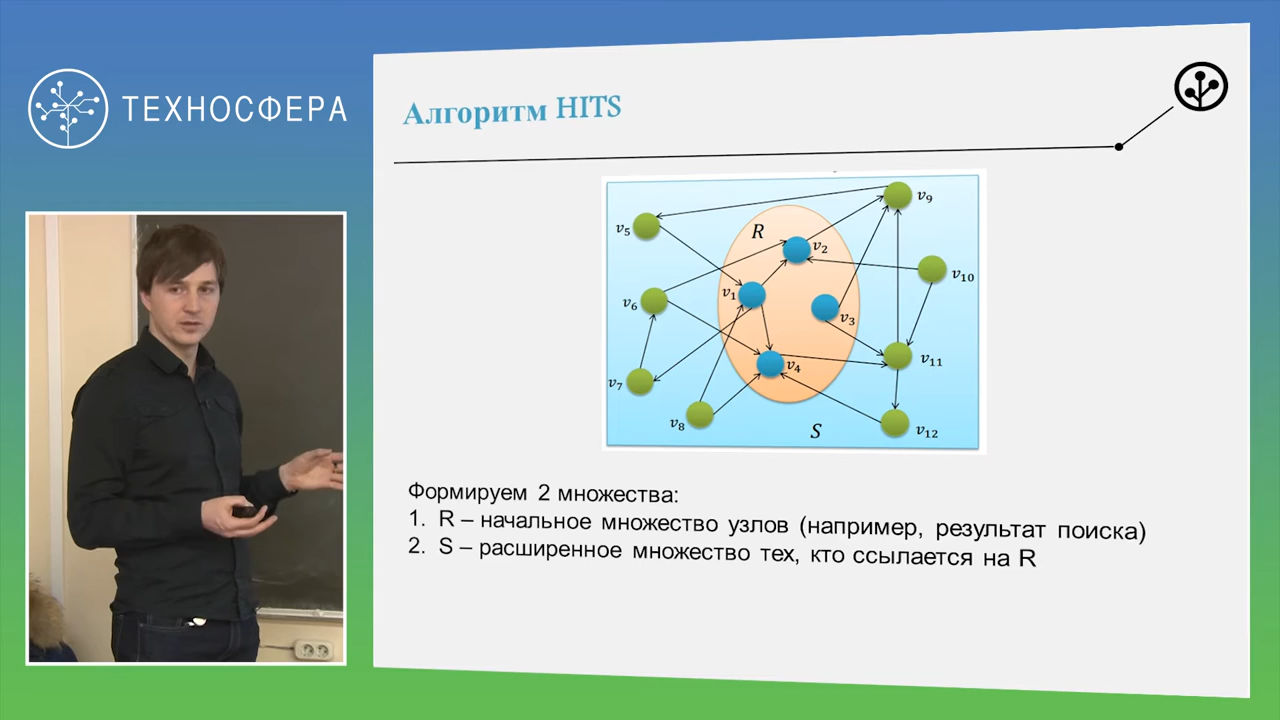 ТЕХНОСФЕРА
Алгоритм HITS
v9
v5
R
v2
v10
v6
v1
v3
v11
v4
v7
v8
S
v12
Формируем 2 множества:
1. R – начальное множество узлов (например, результат поиска)
2. S – расширенное множество тех, кто ссылается на R